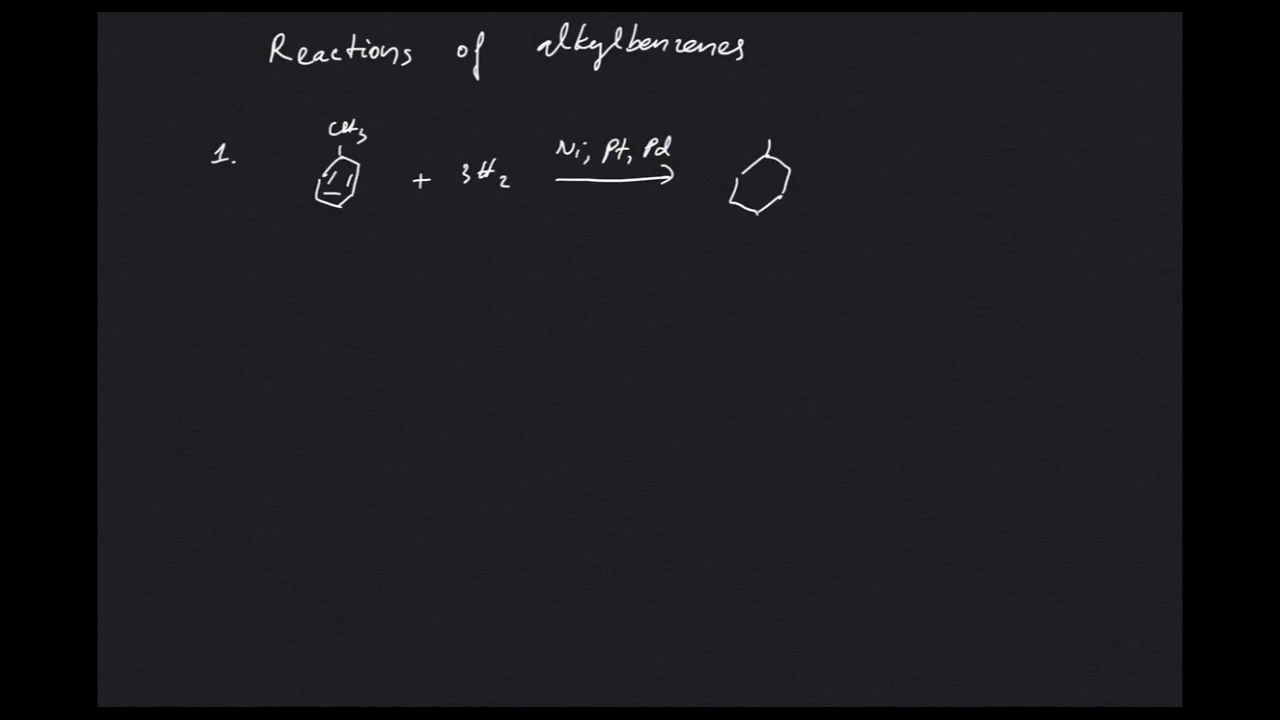 Reactions of alkylbenzenes
CH3
1. + 3H2 Ni, Pt, Pd